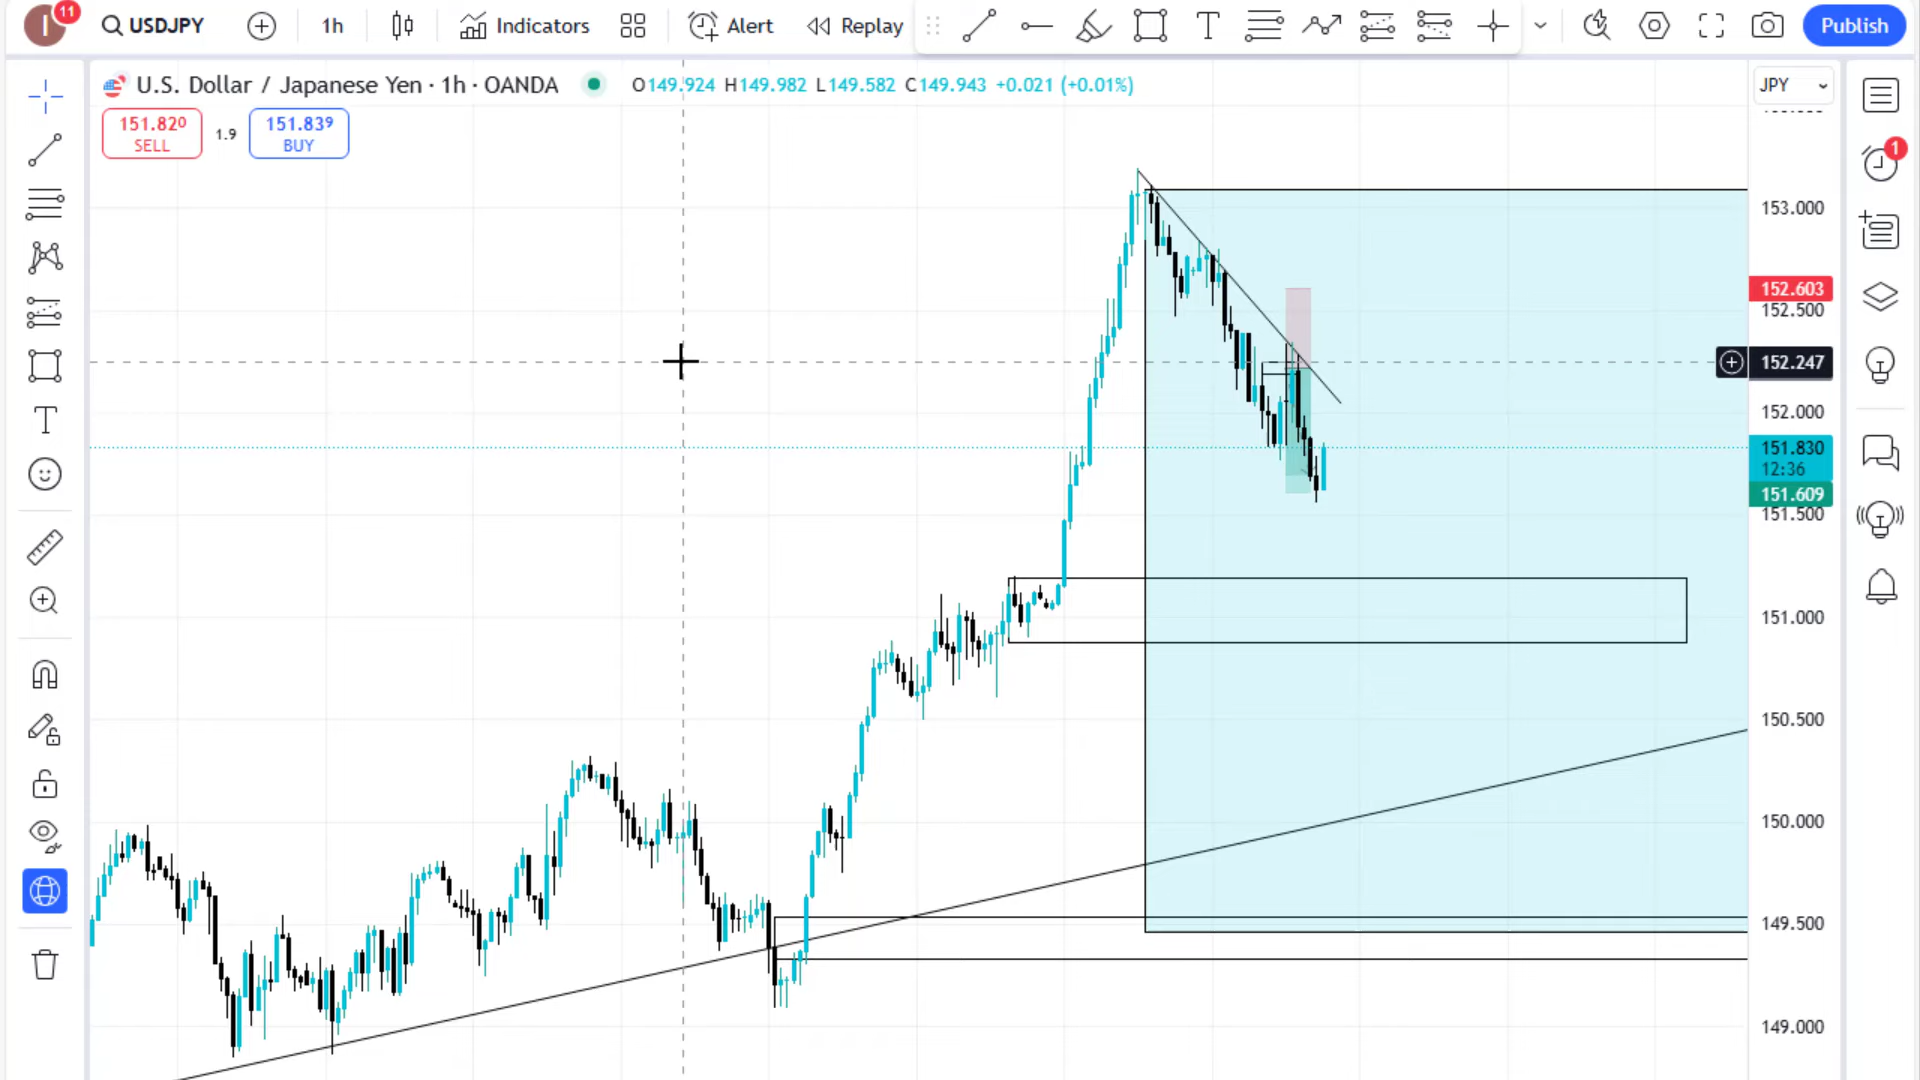 I
11
USDJPY
1h
Indicators
Alert
Replay
Publish
U.S. Dollar / Japanese Yen · 1h · OANDA
O149.924 H149.982 L149.582 C149.943 +0.021 (+0.01%)
JPY
151.820
SELL
1.9
151.839
BUY
1
153.000
152.603
152.500
152.247
152.000
151.830
12:36
151.609
151.500
151.000
150.500
150.000
149.500
149.000